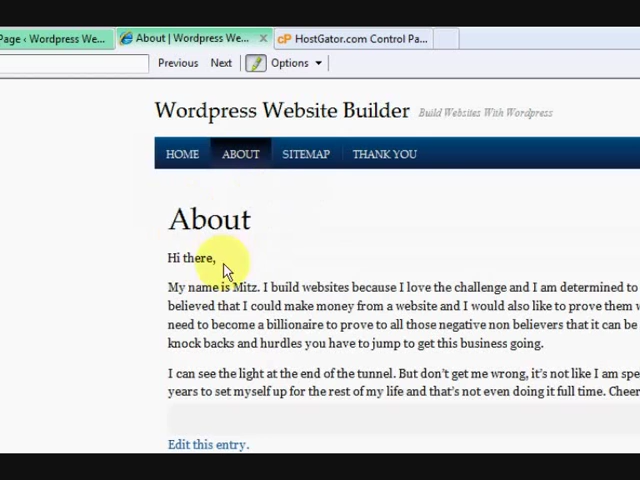 Page ‹ Wordpress We... About | Wordpress We... cP HostGator.com Control Pa...
Previous Next Options
Wordpress Website Builder Build Websites With Wordpress
HOME ABOUT SITEMAP THANK YOU
About
Hi there,
My name is Mitz. I build websites because I love the challenge and I am determined to
believed that I could make money from a website and I would also like to prove them
need to become a billionaire to prove to all those negative non believers that it can be
knock backs and hurdles you have to jump to get this business going.
I can see the light at the end of the tunnel. But don't get me wrong, it's not like I am
years to set myself up for the rest of my life and that's not even doing it full time.
Edit this entry.